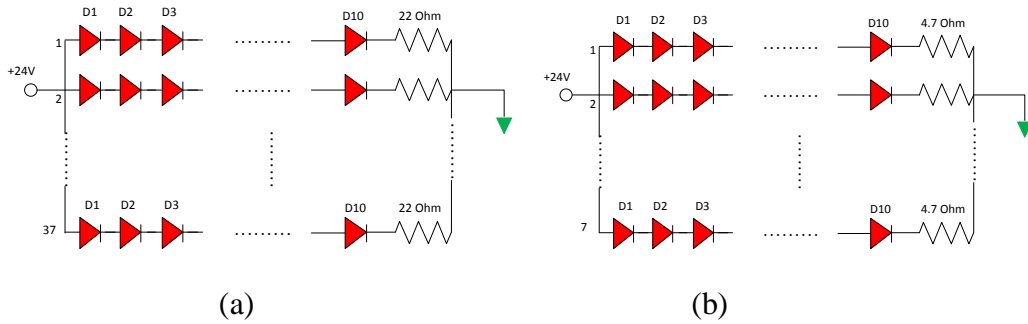 D1 D2 D3 D10 22 Ohm
1
+24V
2
D1 D2 D3 D10 22 Ohm
37
(a)
D1 D2 D3 D10 4.7 Ohm
1
+24V
2
D1 D2 D3 D10 4.7 Ohm
7
(b)